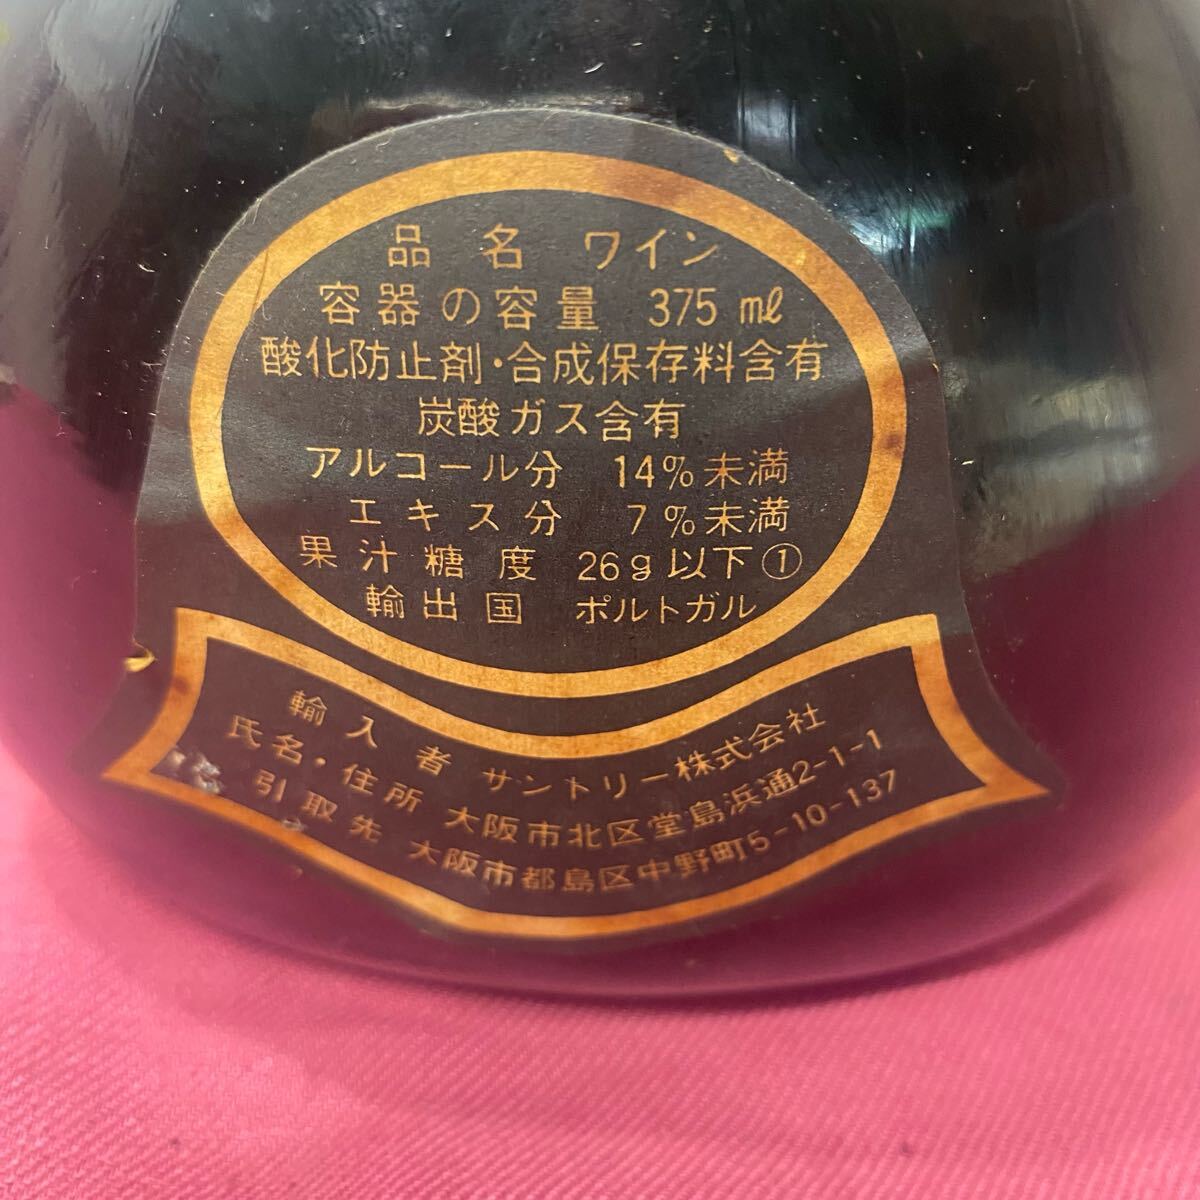 品名 ワイン
容器の容量 375 ml
酸化防止剤・合成保存料含有
炭酸ガス含有
アルコール分 14%未満
エキス分 7%未満
果汁糖度 26g以下①
輸出国 ポルトガル
輸入者 サントリー株式会社
氏名・住所 大阪市北区堂島浜通2-1-1
引取先 大阪市都島区中野町5-10-137